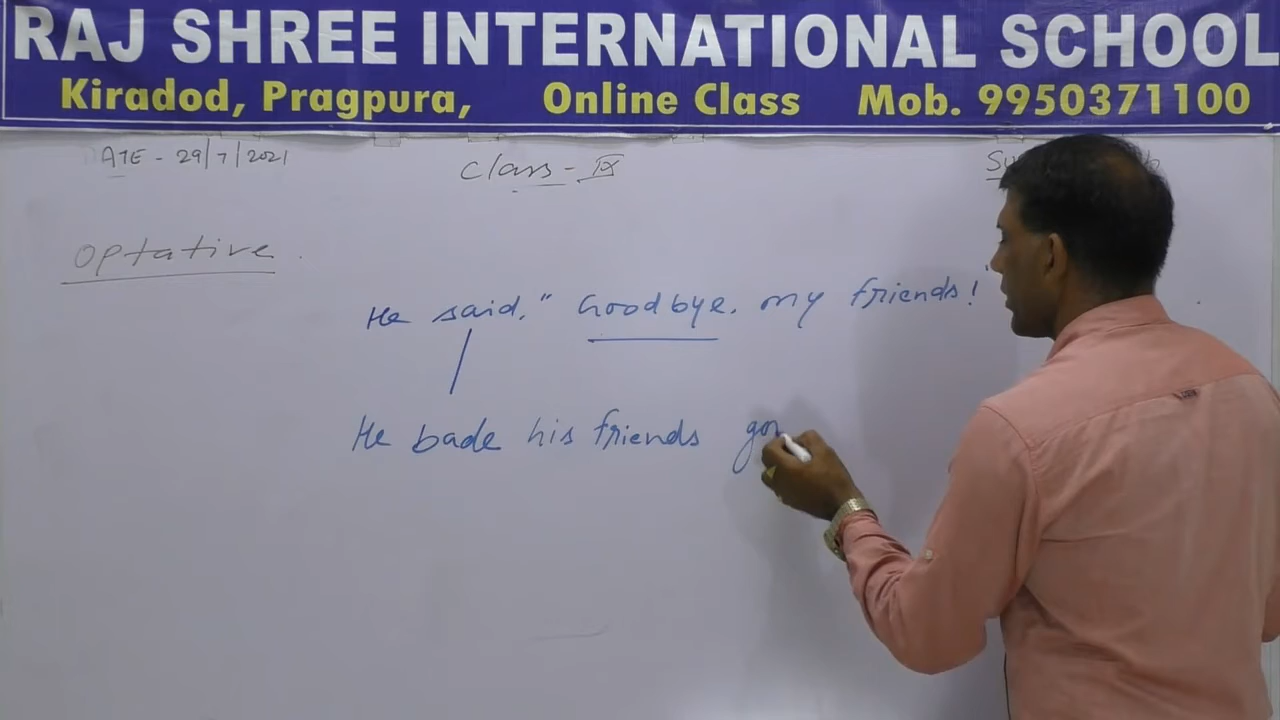 RAJ SHREE INTERNATIONAL SCHOOL
Kiradod, Pragpura, Online Class Mob. 9950371100
ATE - 29/7/2021 Class - IX
Optative
He said, " Goodbye, my friends! "
He bade his friends goo